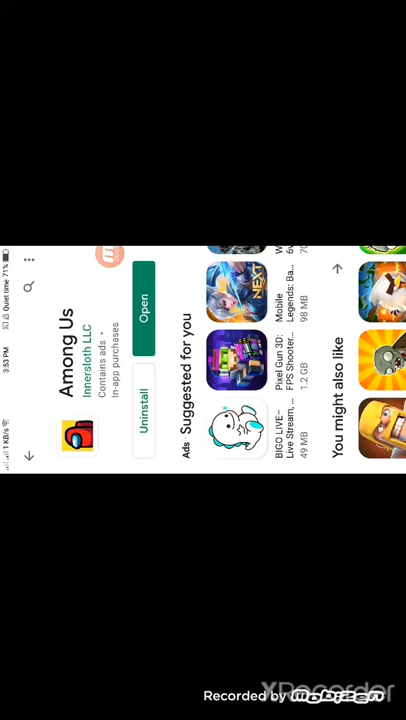 1 KB/s
3:53 PM
Quiet time 71%
Among Us
Innersloth LLC
Contains ads •
In-app purchases
Uninstall
Open
Ads · Suggested for you
BIGO LIVE–
Live Stream, ...
49 MB
Pixel Gun 3D:
FPS Shooter...
1.2 GB
Mobile
Legends: Ba...
98 MB
NEXT
You might also like
Recorded by
XRecorder